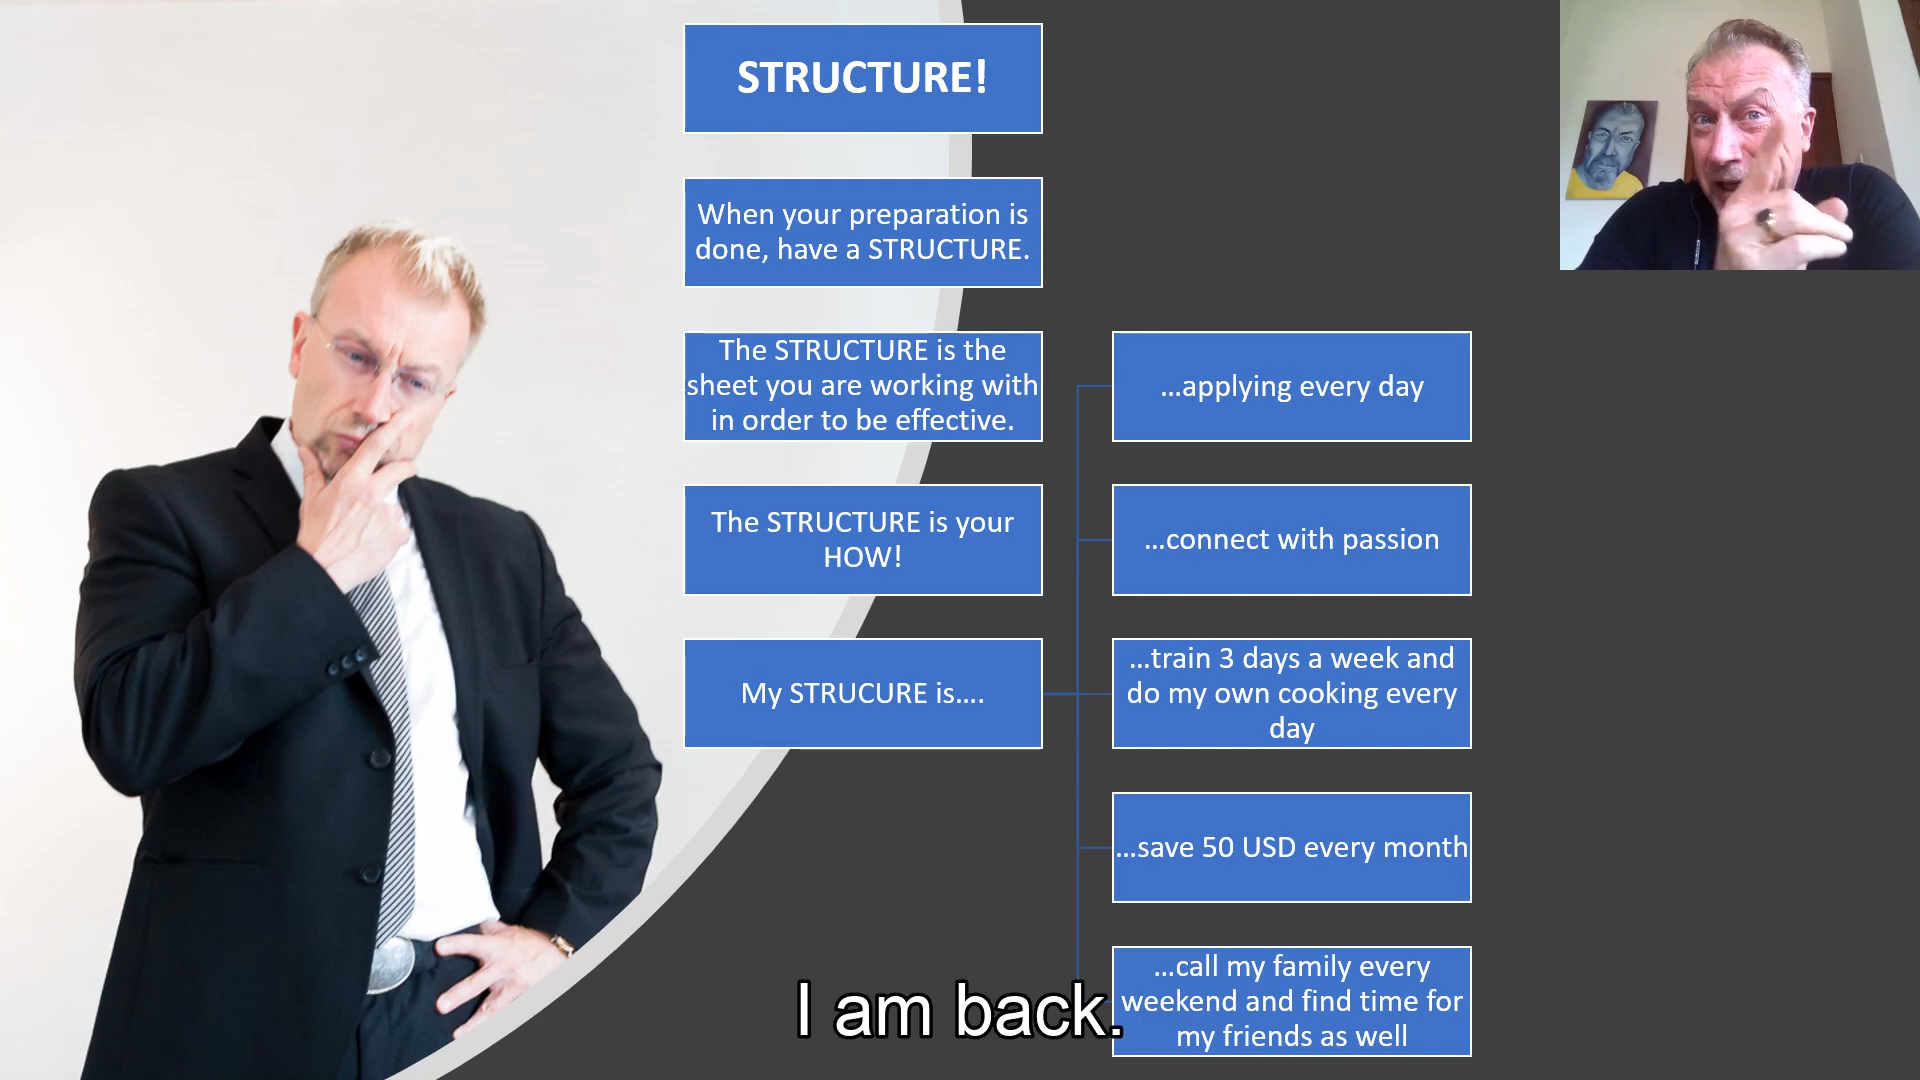 STRUCTURE!
When your preparation is
done, have a STRUCTURE.
The STRUCTURE is the
sheet you are working with
in order to be effective.
The STRUCTURE is your
HOW!
My STRUCURE is....
...applying every day
...connect with passion
...train 3 days a week and
do my own cooking every
day
...save 50 USD every month
...call my family every
weekend and find time for
my friends as well
I am back.